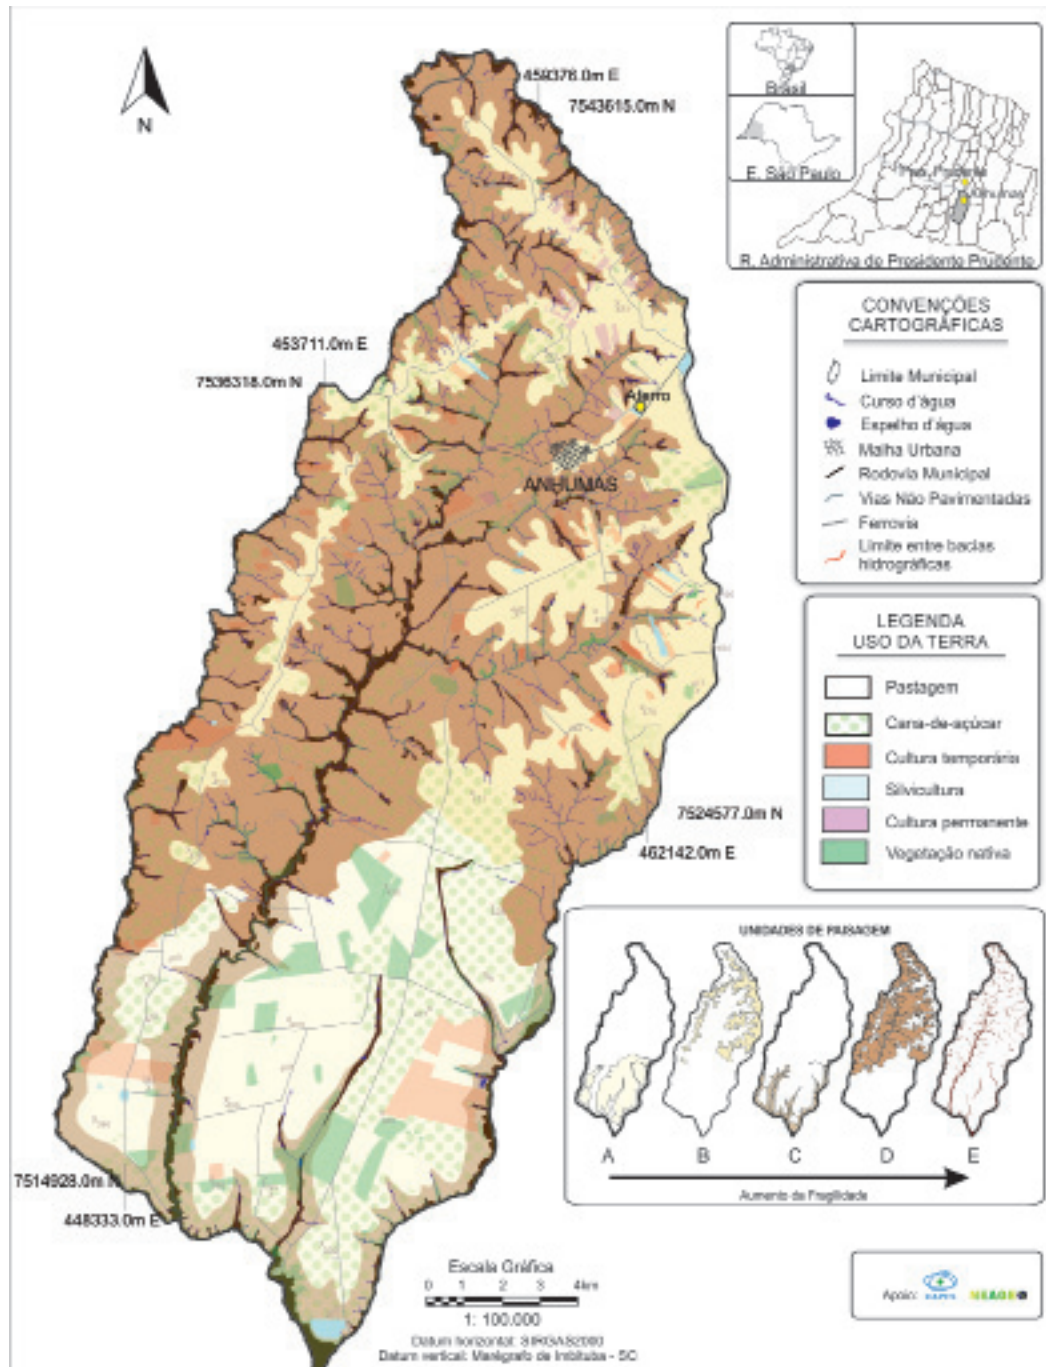 N
459376.0m E
7543615.0m N
453711.0m E
7536318.0m N
Aterro
ANHUMAS
7524577.0m N
462142.0m E
7514928.0m N
448333.0m E
Brasil
E. São Paulo
Pres. Prudente
Anhumas
R. Administrativa de Presidente Prudente
CONVENÇÕES
CARTOGRÁFICAS
Limite Municipal
Curso d'água
Espelho d'água
Malha Urbana
Rodovia Municipal
Vias Não Pavimentadas
Ferrovia
Limite entre bacias
hidrográficas
LEGENDA
USO DA TERRA
Pastagem
Cana-de-açúcar
Cultura temporária
Silvicultura
Cultura permanente
Vegetação nativa
UNIDADES DE PAISAGEM
A B C D E
Aumento da Fragilidade
Escala Gráfica
0 1 2 3 4km
1: 100.000
Datum horizontal: SIRGAS2000
Datum vertical: Marégrafo de Imbituba - SC
Apoio:
CAPES